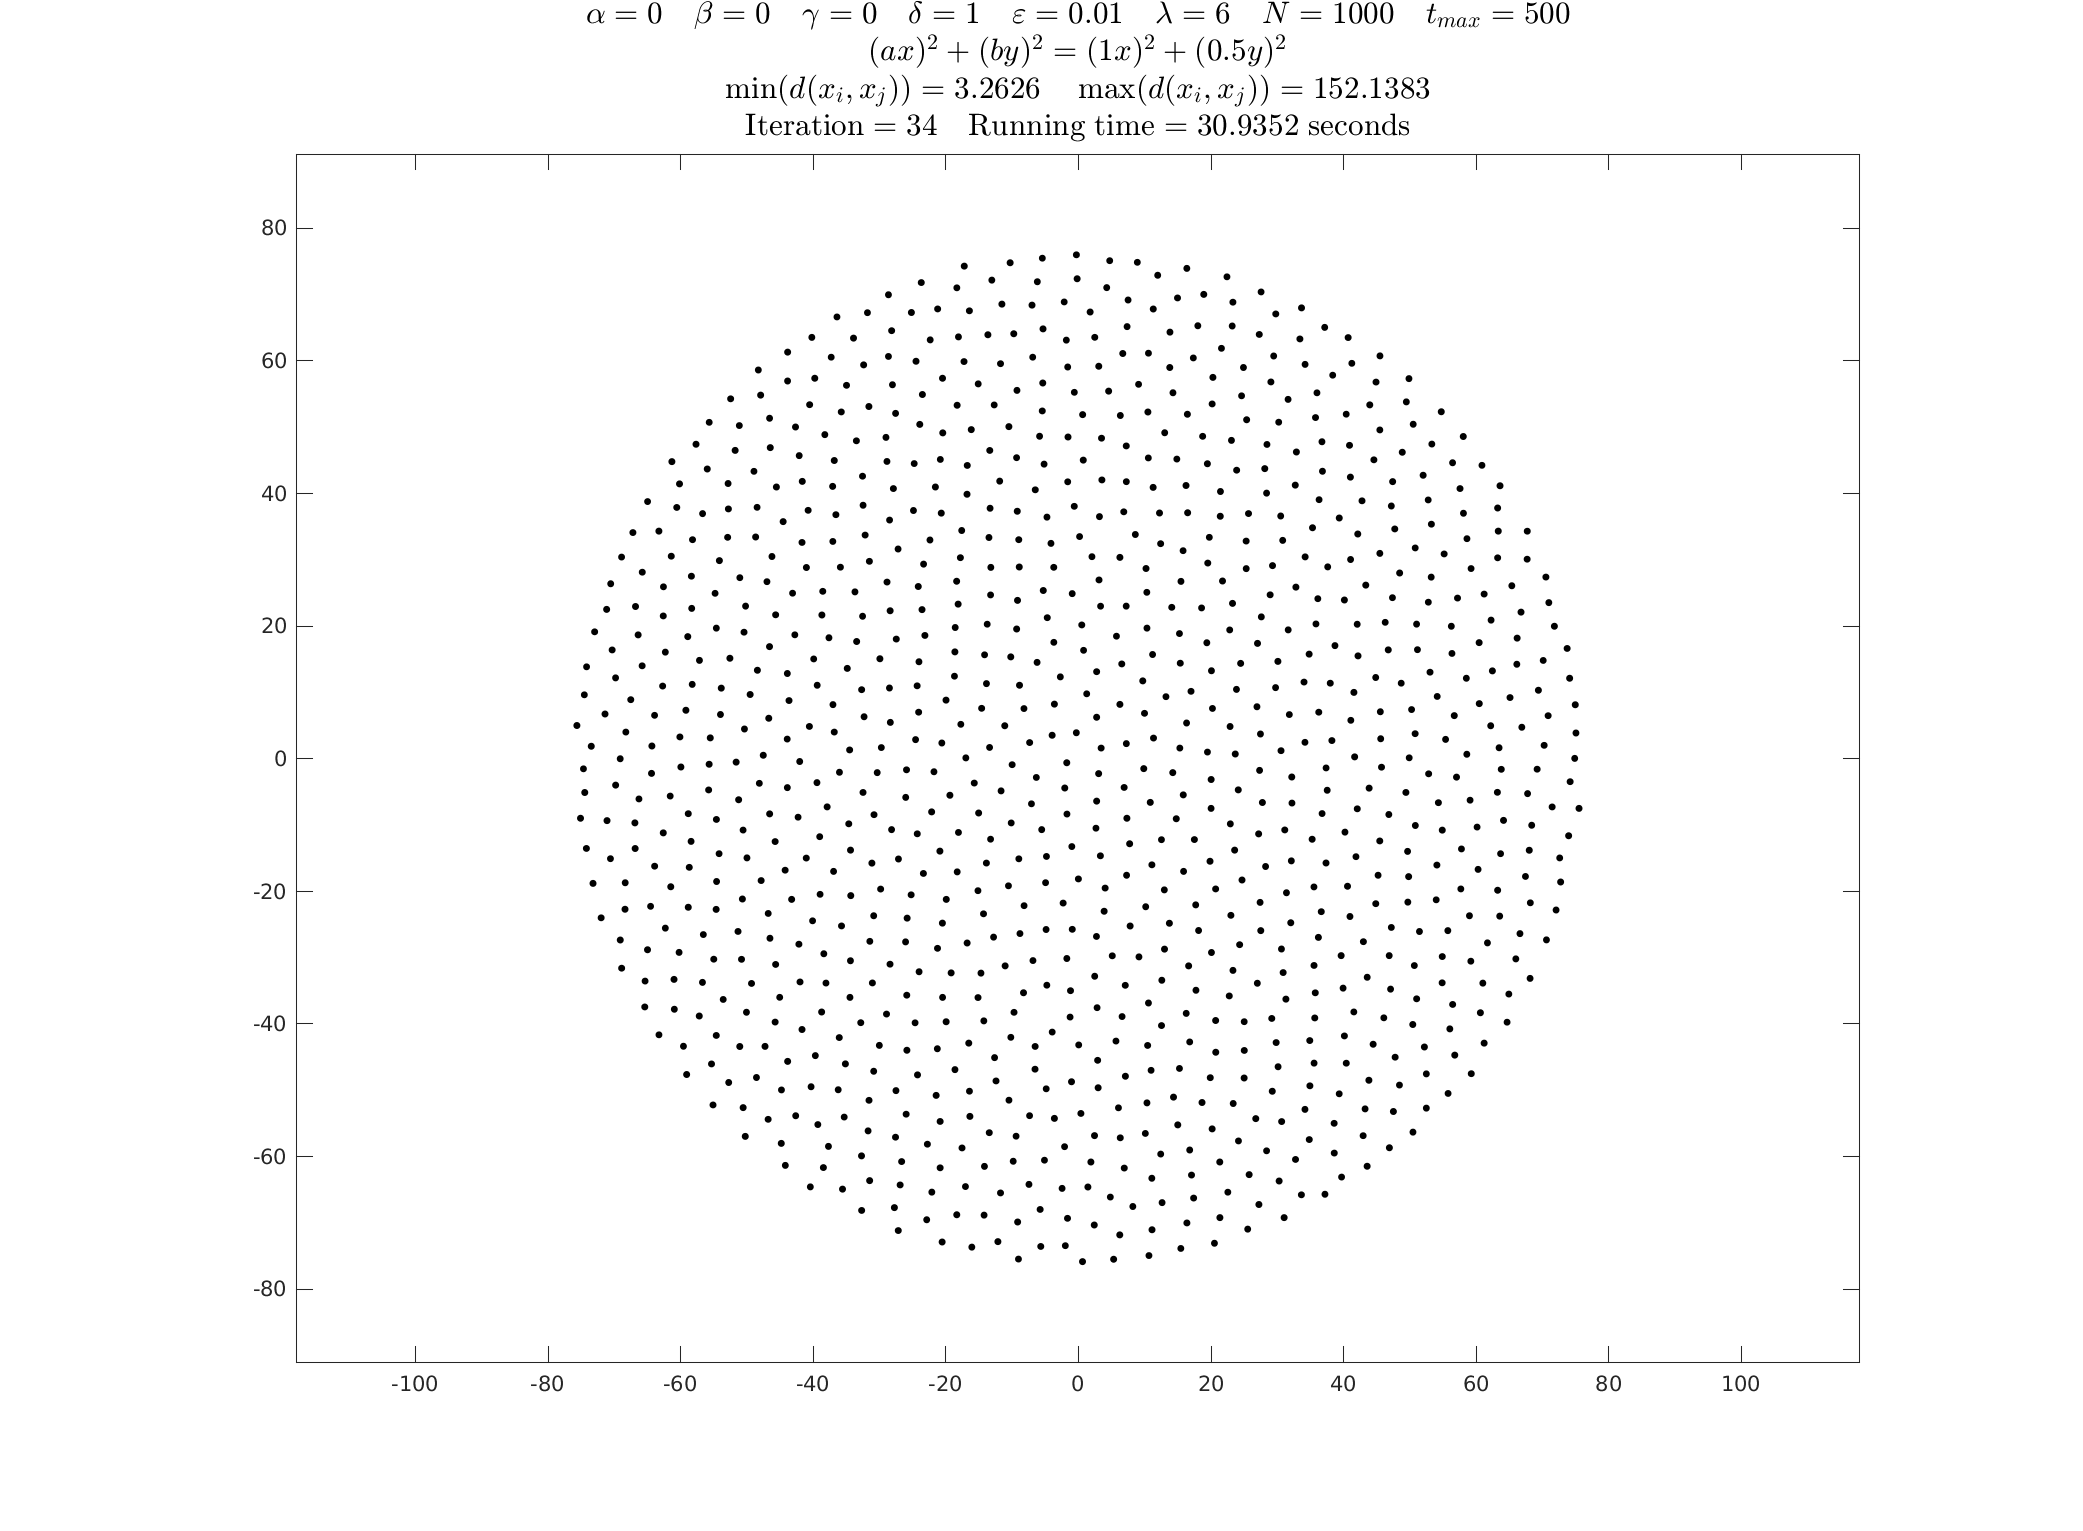 α = 0 β = 0 γ = 0 δ = 1 ε = 0.01 λ = 6 N = 1000 t_max = 500
(ax)² + (by)² = (1x)² + (0.5y)²
min(d(x_i, x_j)) = 3.2626 max(d(x_i, x_j)) = 152.1383
Iteration = 34 Running time = 30.9352 seconds
80
60
40
20
0
-20
-40
-60
-80
-100 -80 -60 -40 -20 0 20 40 60 80 100